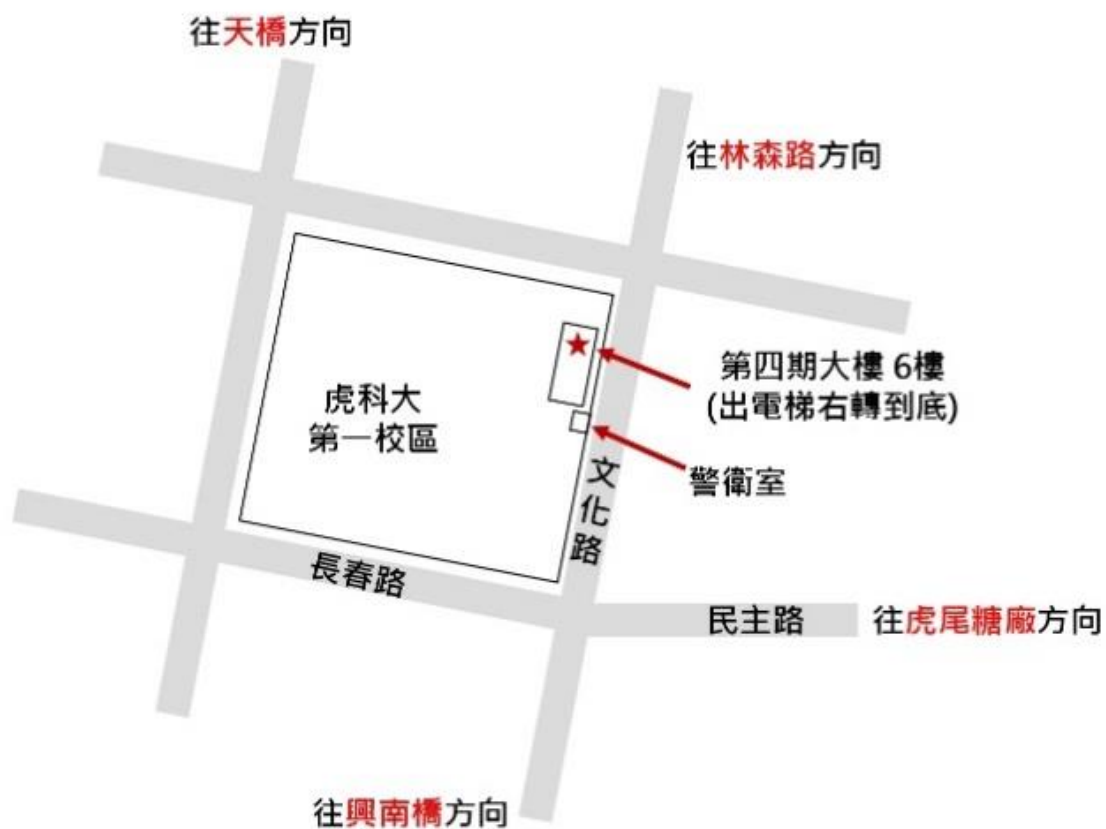 往天橋方向
往林森路方向
第四期大樓 6樓
(出電梯右轉到底)
虎科大
第一校區
警衛室
文化路
長春路
民主路
往虎尾糖廠方向
往興南橋方向